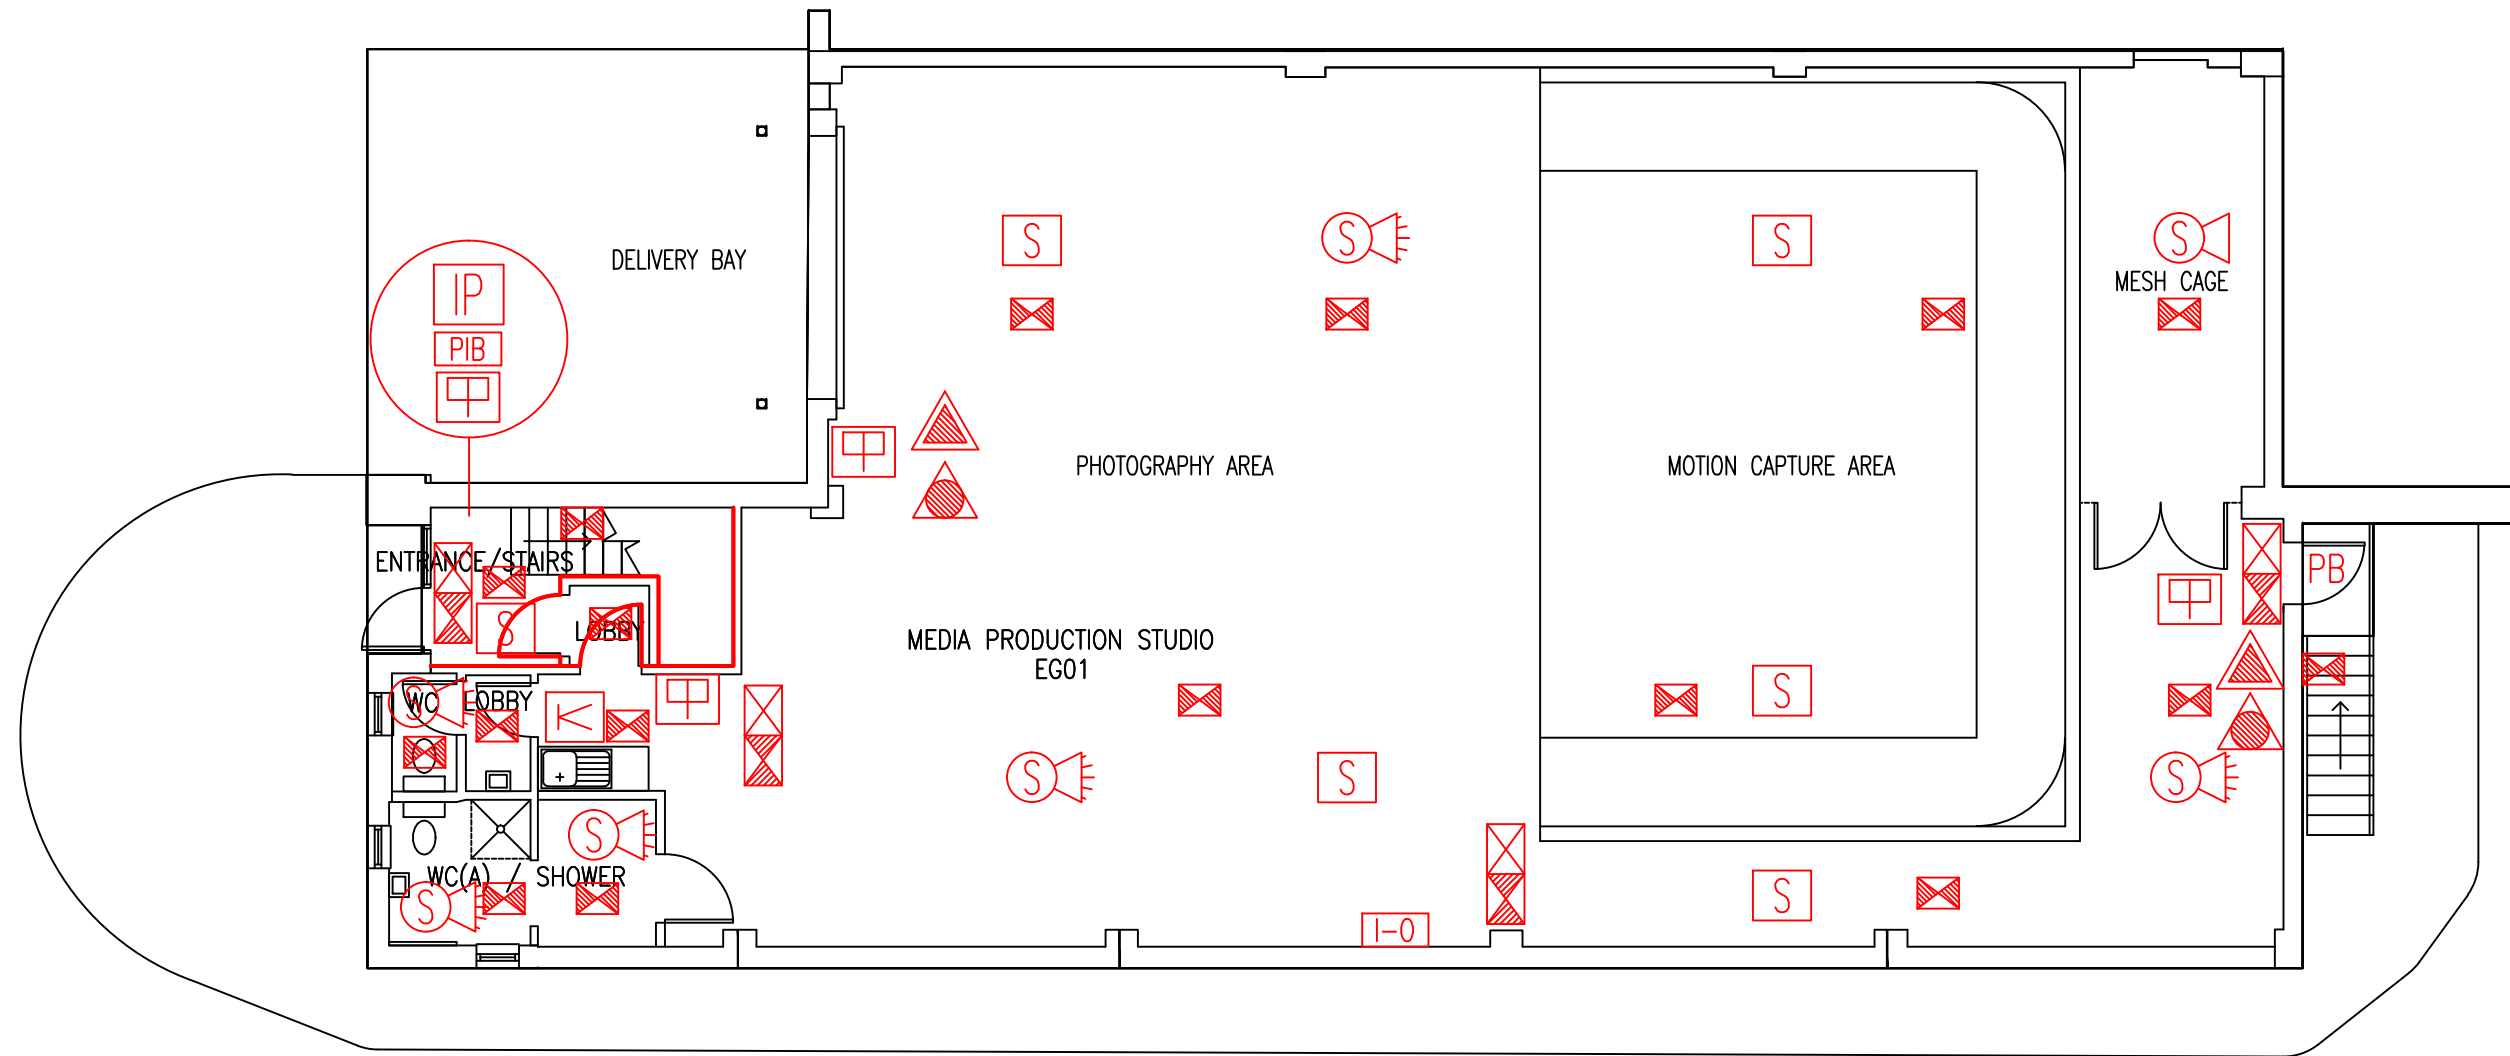 DELIVERY BAY
S
S
S
S
MESH CAGE
IP
PIB
PHOTOGRAPHY AREA
MOTION CAPTURE AREA
ENTRANCE/STAIRS
PB
S
LOBBY
MEDIA PRODUCTION STUDIO
EG01
S
WC LOBBY
S
K
S
S
S
S
WC(A) / SHOWER
S
S
I-O